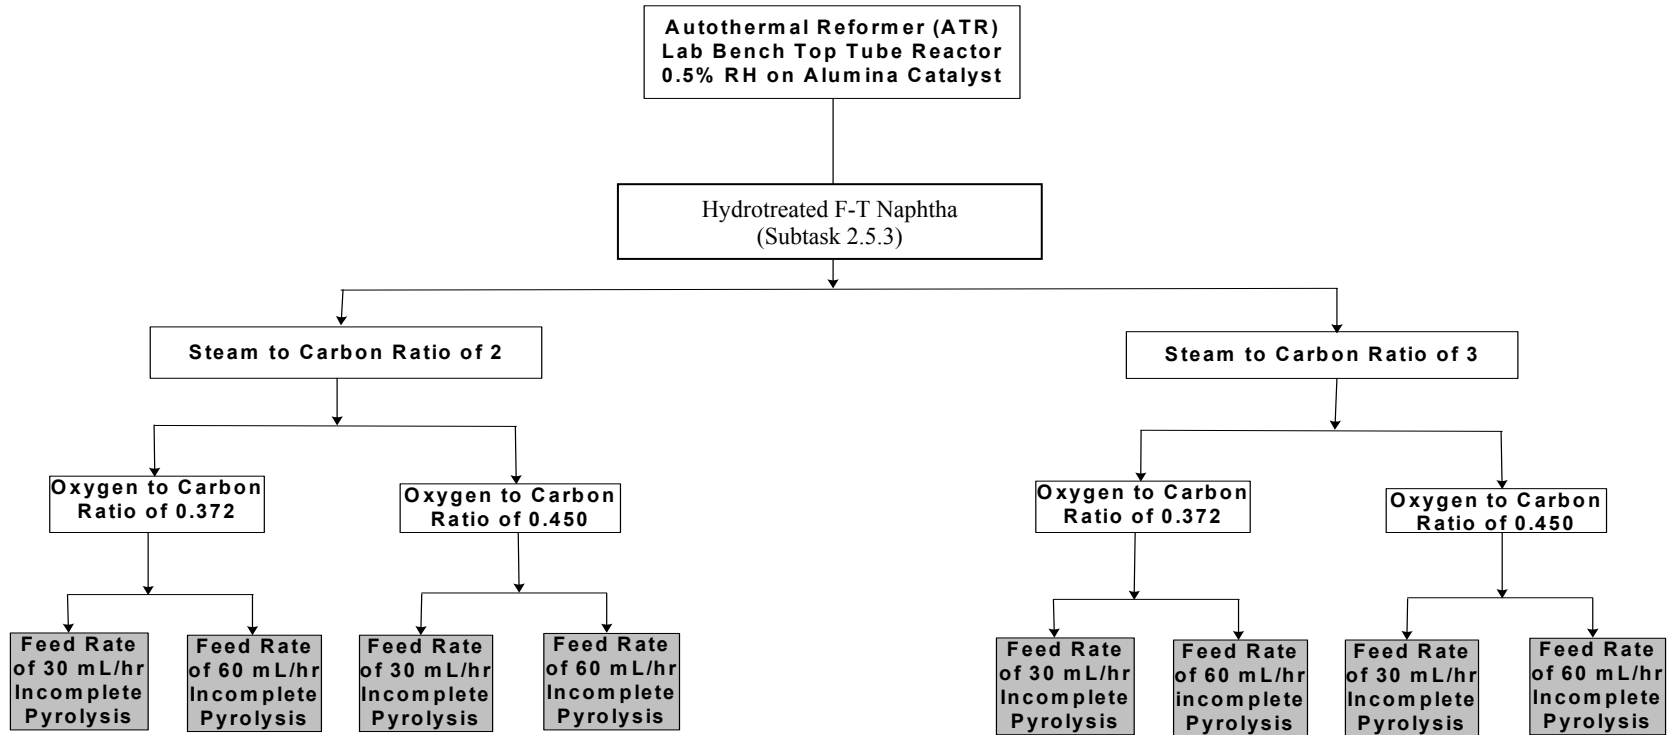 Autothermal Reformer (ATR)
Lab Bench Top Tube Reactor
0.5% RH on Alumina Catalyst
Hydrotreated F-T Naphtha
(Subtask 2.5.3)
Steam to Carbon Ratio of 2
Steam to Carbon Ratio of 3
Oxygen to Carbon
Ratio of 0.372
Oxygen to Carbon
Ratio of 0.450
Oxygen to Carbon
Ratio of 0.372
Oxygen to Carbon
Ratio of 0.450
Feed Rate
of 30 mL/hr
Incomplete
Pyrolysis
Feed Rate
of 60 mL/hr
Incomplete
Pyrolysis
Feed Rate
of 30 mL/hr
Incomplete
Pyrolysis
Feed Rate
of 60 mL/hr
Incomplete
Pyrolysis
Feed Rate
of 30 mL/hr
Incomplete
Pyrolysis
Feed Rate
of 60 mL/hr
incomplete
Pyrolysis
Feed Rate
of 30 mL/hr
Incomplete
Pyrolysis
Feed Rate
of 60 mL/hr
Incomplete
Pyrolysis